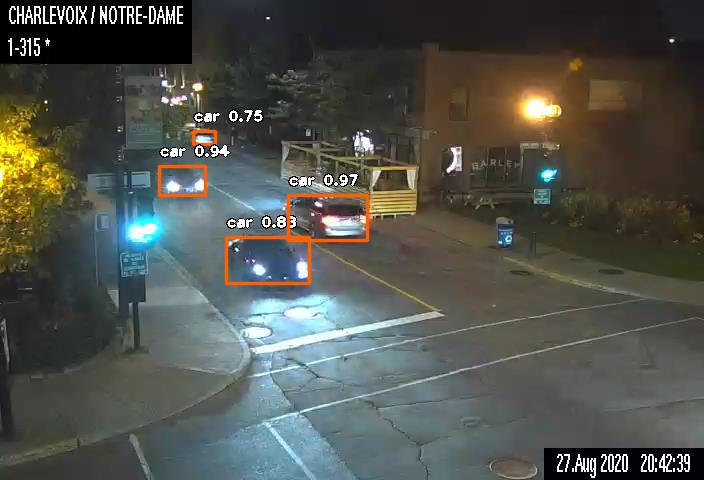 CHARLEVOIX / NOTRE-DAME
1-315 *
car 0.75
car 0.94
car 0.97
car 0.83
BARLEY
27.Aug 2020 20:42:39